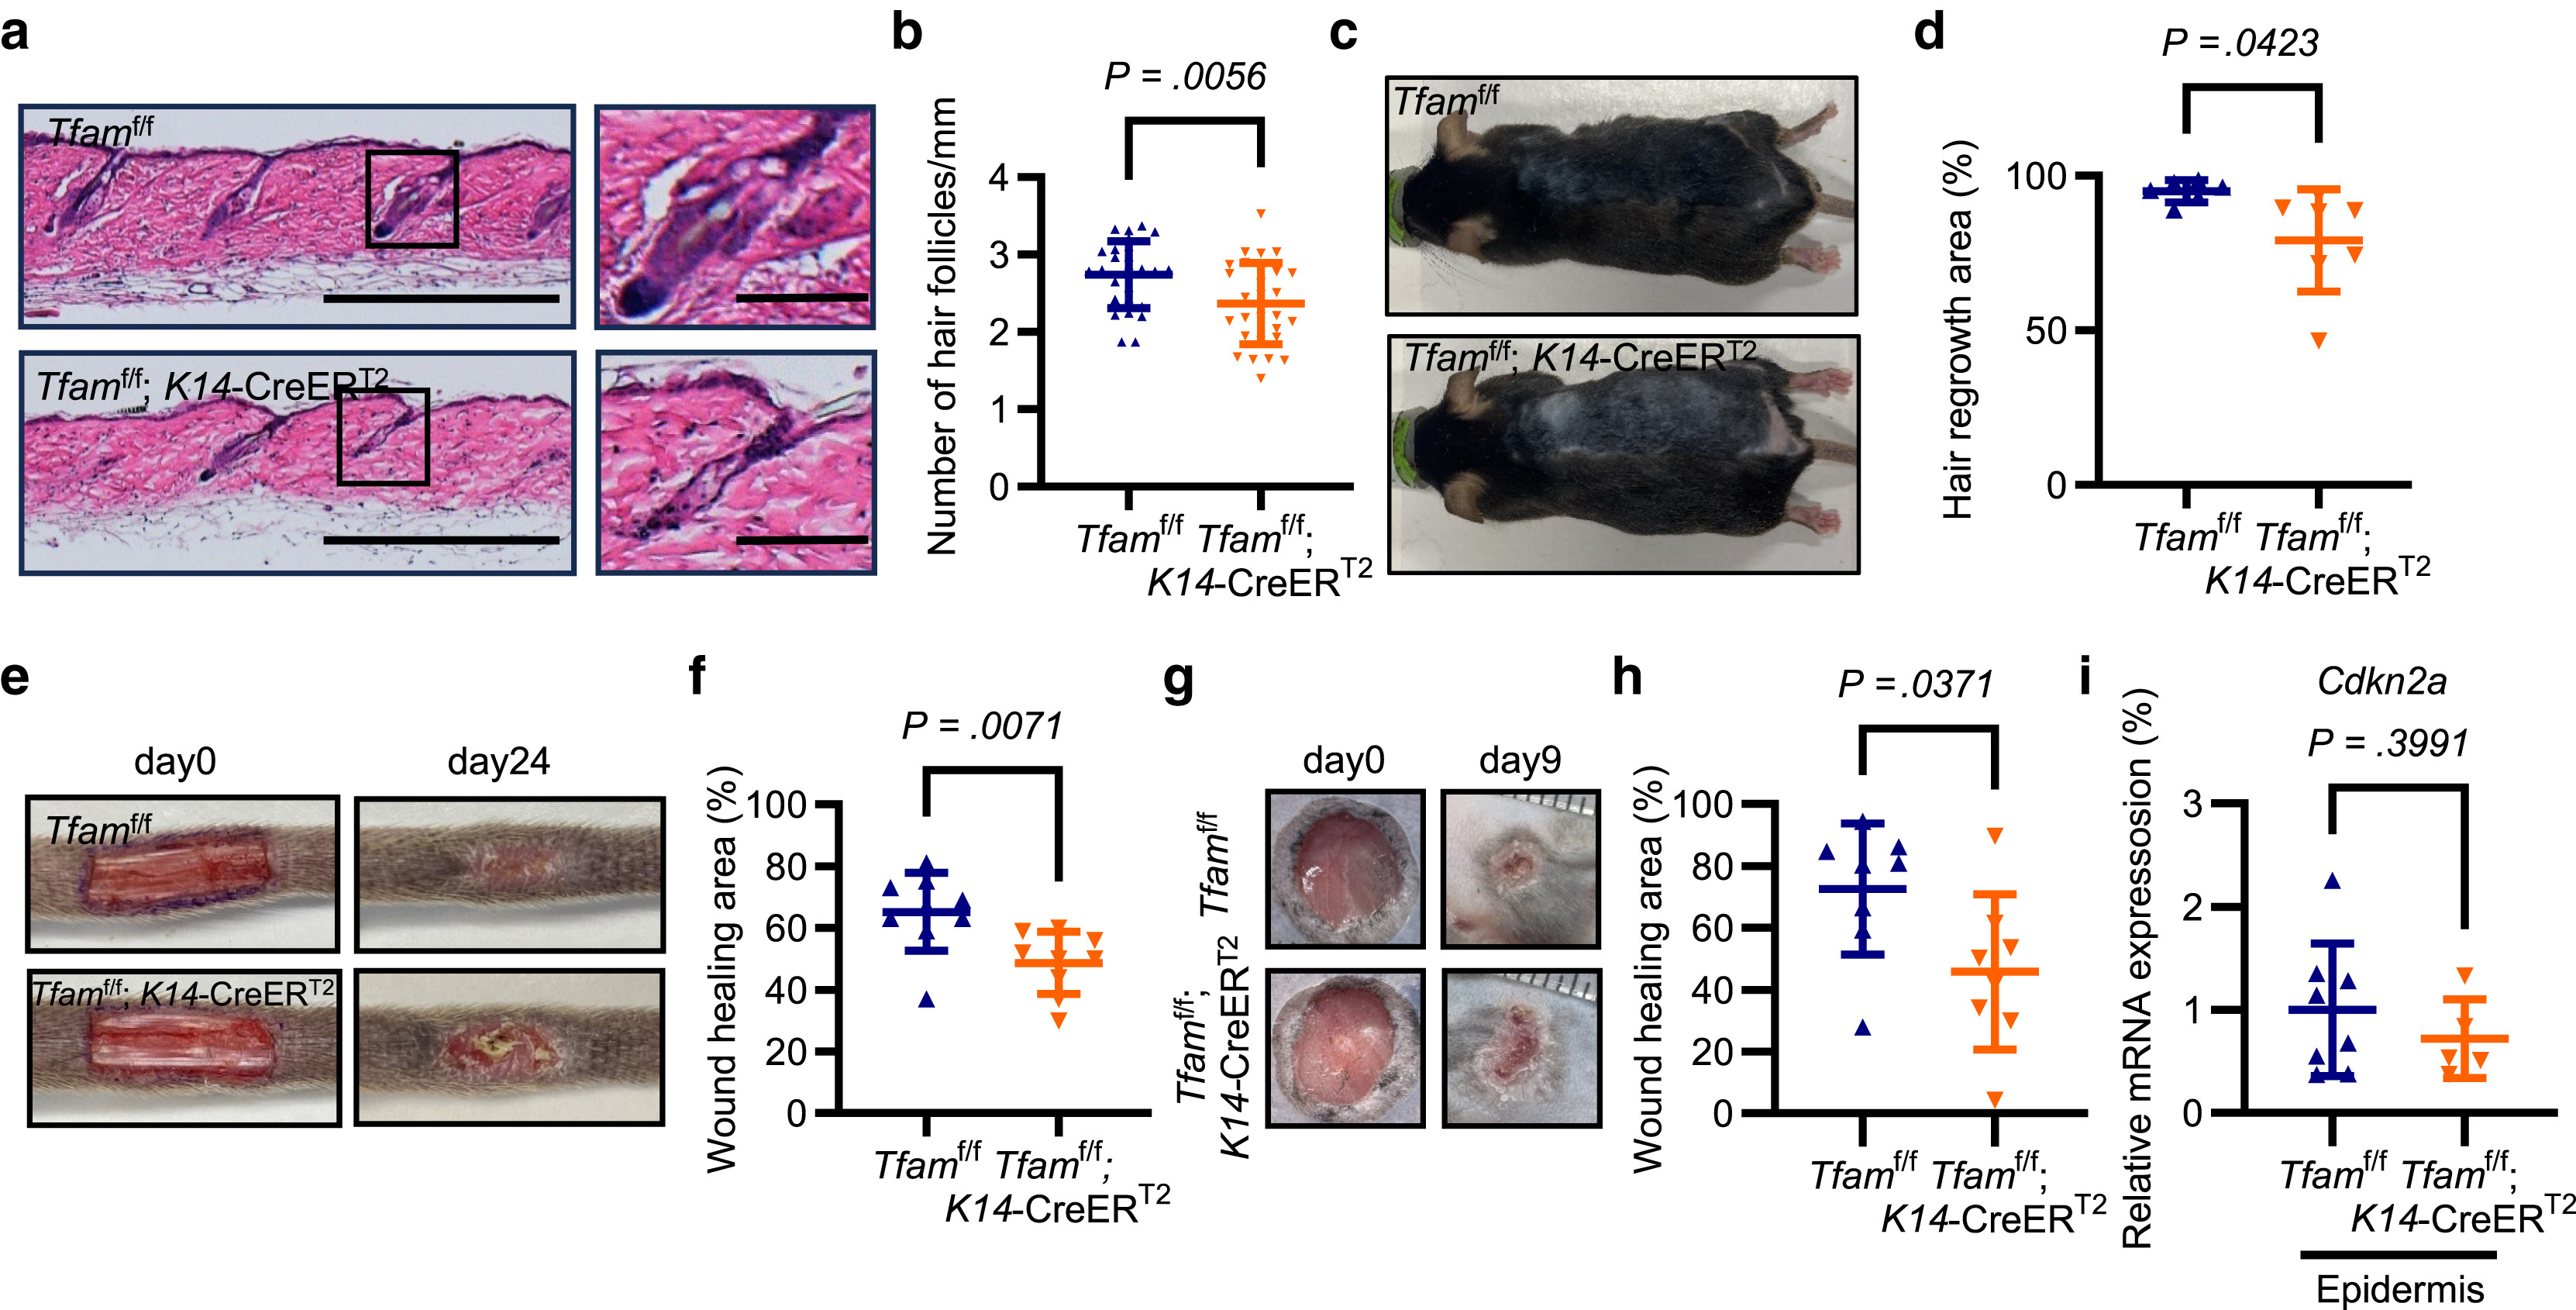 a
Tfam^f/f
Tfam^f/f; K14-CreER^T2
b
P = .0056
Number of hair follicles/mm
4
3
2
1
0
Tfam^f/f Tfam^f/f;
K14-CreER^T2
c
Tfam^f/f
Tfam^f/f; K14-CreER^T2
d
P = .0423
Hair regrowth area (%)
100
50
0
Tfam^f/f Tfam^f/f;
K14-CreER^T2
e
day0 day24
Tfam^f/f
Tfam^f/f; K14-CreER^T2
f
P = .0071
Wound healing area (%)
100
80
60
40
20
0
Tfam^f/f Tfam^f/f;
K14-CreER^T2
g
day0 day9
Tfam^f/f
Tfam^f/f;
K14-CreER^T2
h
P = .0371
Wound healing area (%)
100
80
60
40
20
0
Tfam^f/f Tfam^f/f;
K14-CreER^T2
i
Cdkn2a
P = .3991
Relative mRNA expressosion (%)
3
2
1
0
Tfam^f/f Tfam^f/f;
K14-CreER^T2
Epidermis